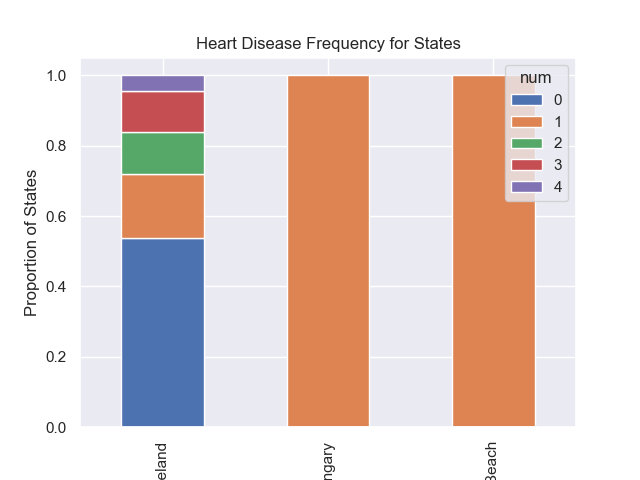 Heart Disease Frequency for States
Proportion of States
1.0
0.8
0.6
0.4
0.2
0.0
num
0
1
2
3
4
eland
ngary
Beach